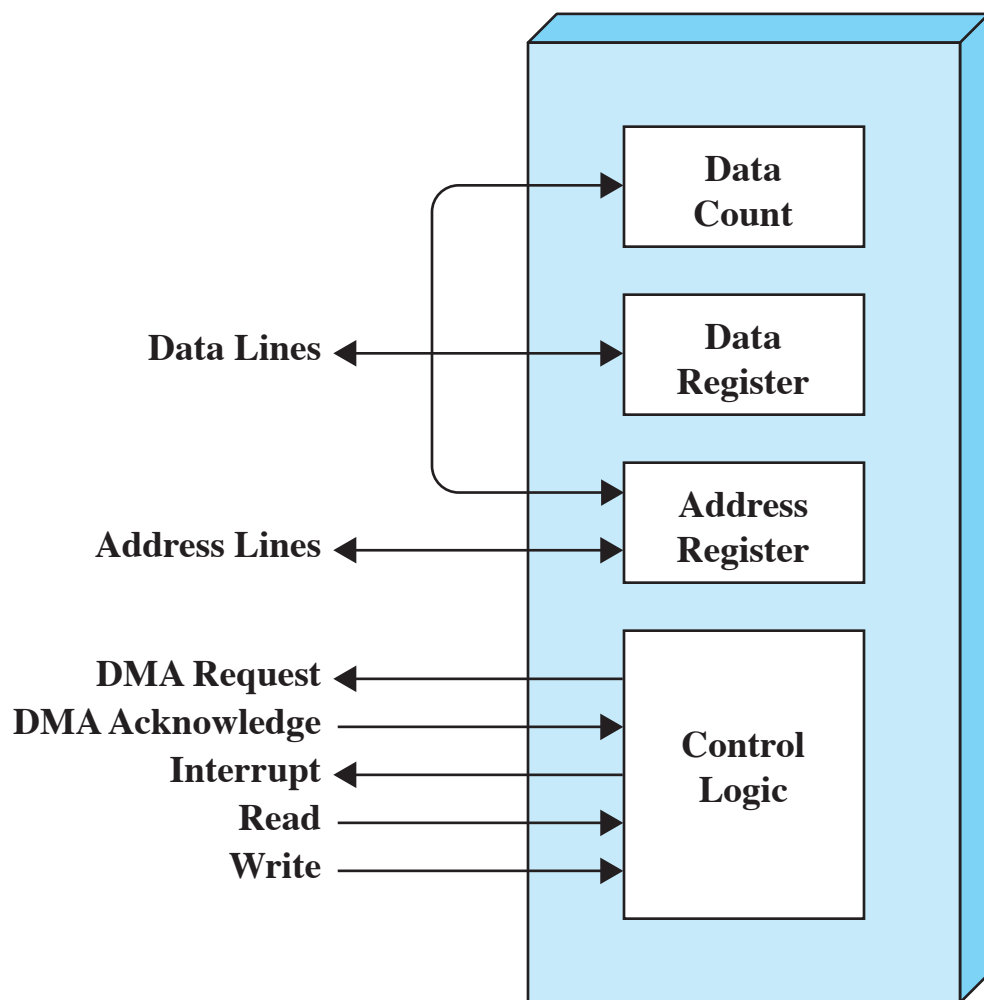 Data
Count
Data Lines
Data
Register
Address
Register
Address Lines
DMA Request
DMA Acknowledge
Interrupt
Read
Write
Control
Logic